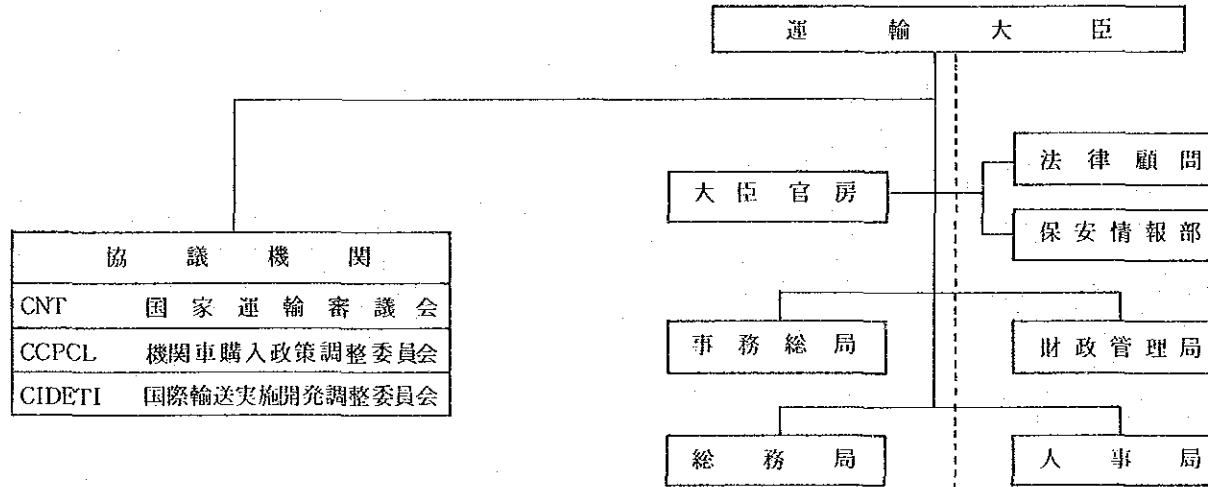 運輸大臣
法律顧問
大臣官房
保安情報部
協議機関
CNT 国家運輸審議会
CCPCL 機関車購入政策調整委員会
CIDETI 国際輸送実施開発調整委員会
事務総局
財政管理局
総務局
人事局